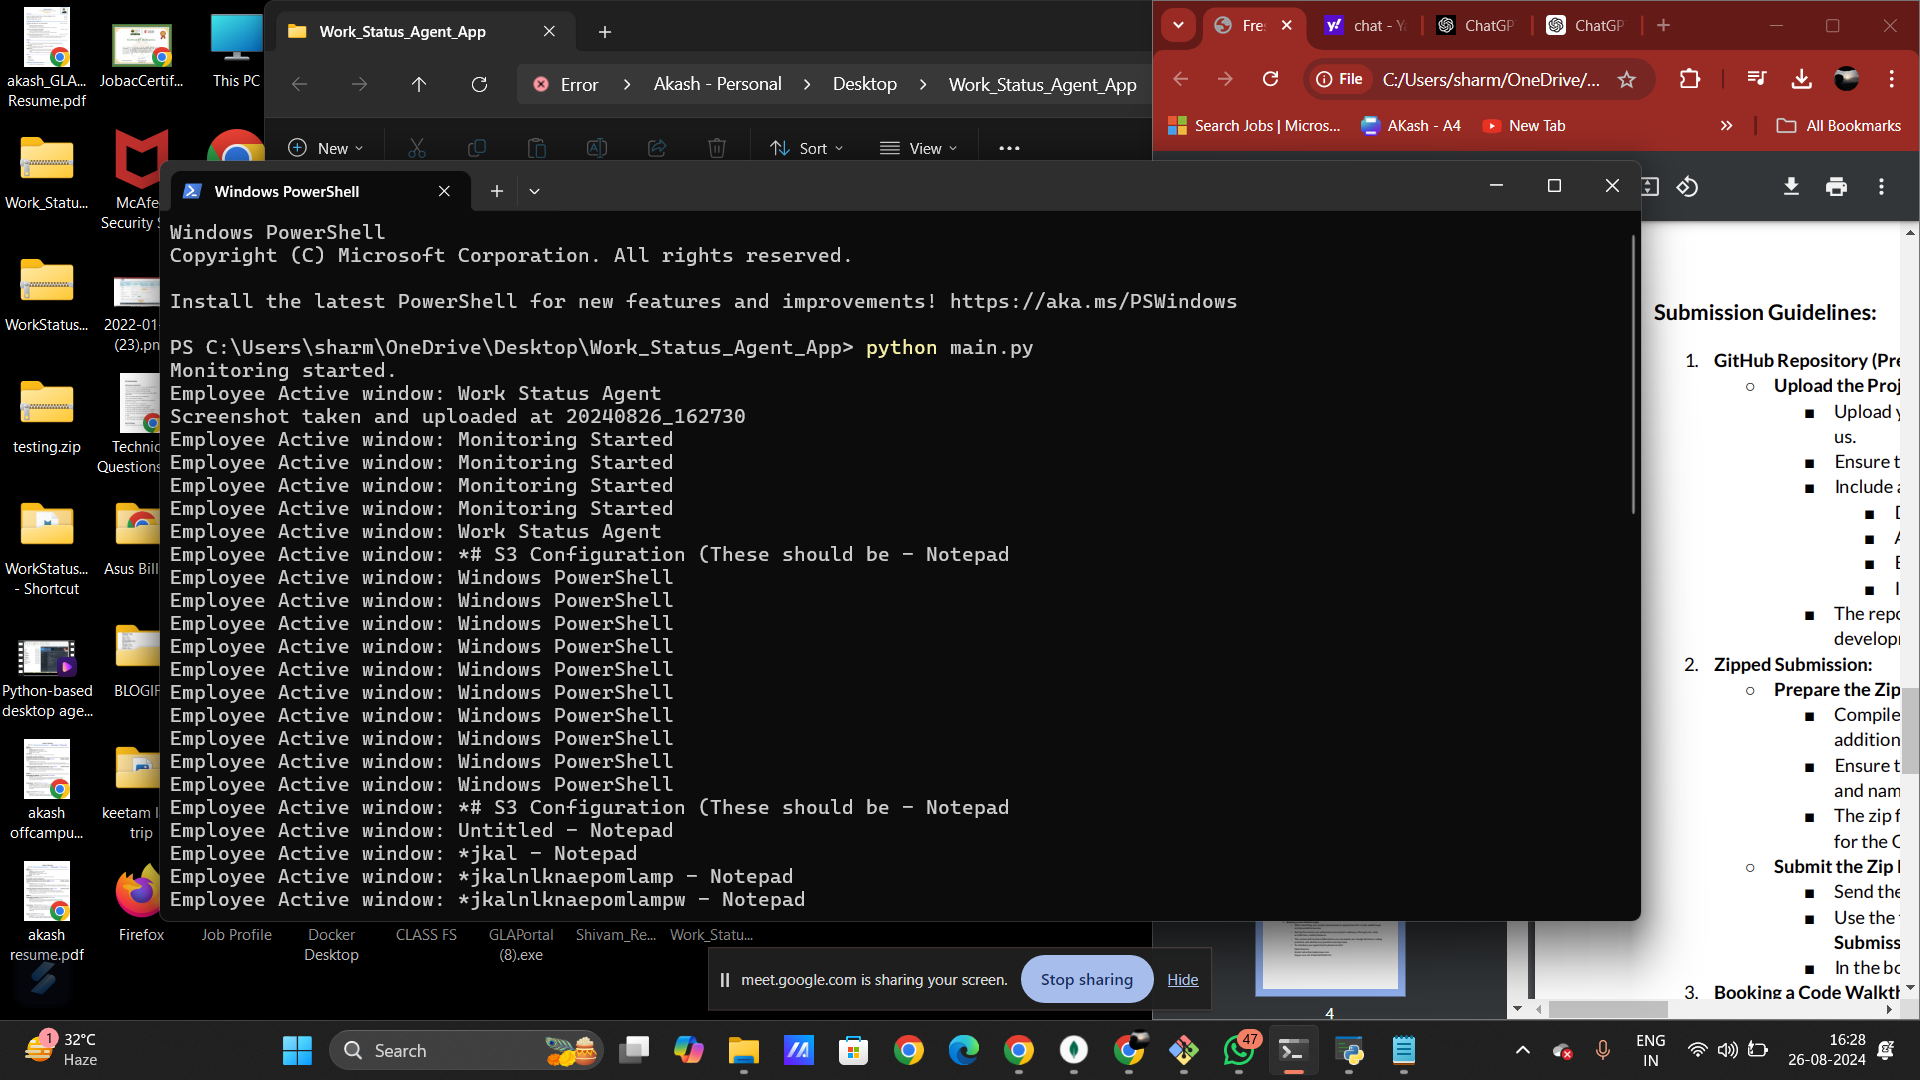 akash_GLA...
Resume.pdf
JobacCertif...
This PC
Work_Statu...
McAfe
Security S
WorkStatus...
2022-01-
(23).pn
testing.zip
Technic
Questions
WorkStatus...
- Shortcut
Asus Bill
Python-based
desktop age...
BLOGIF
akash
offcampu...
keetam l
trip
akash
resume.pdf
Firefox
Job Profile
Docker
Desktop
CLASS FS
GLAPortal
(8).exe
Shivam_Re...
Work_Statu...
Work_Status_Agent_App
Error
Akash - Personal
Desktop
Work_Status_Agent_App
New
Sort
View
Windows PowerShell
Windows PowerShell
Copyright (C) Microsoft Corporation. All rights reserved.
Install the latest PowerShell for new features and improvements! https://aka.ms/PSWindows
PS C:\Users\sharm\OneDrive\Desktop\Work_Status_Agent_App> python main.py
Monitoring started.
Employee Active window: Work Status Agent
Screenshot taken and uploaded at 20240826_162730
Employee Active window: Monitoring Started
Employee Active window: Monitoring Started
Employee Active window: Monitoring Started
Employee Active window: Monitoring Started
Employee Active window: Work Status Agent
Employee Active window: *# S3 Configuration (These should be - Notepad
Employee Active window: Windows PowerShell
Employee Active window: Windows PowerShell
Employee Active window: Windows PowerShell
Employee Active window: Windows PowerShell
Employee Active window: Windows PowerShell
Employee Active window: Windows PowerShell
Employee Active window: Windows PowerShell
Employee Active window: Windows PowerShell
Employee Active window: Windows PowerShell
Employee Active window: Windows PowerShell
Employee Active window: *# S3 Configuration (These should be - Notepad
Employee Active window: Untitled - Notepad
Employee Active window: *jkal - Notepad
Employee Active window: *jkalnlknaepomlamp - Notepad
Employee Active window: *jkalnlknaepomlampw - Notepad
Fre
chat - Y
ChatGP
ChatGP
File
C:/Users/sharm/OneDrive/...
Search Jobs | Micros...
AKash - A4
New Tab
All Bookmarks
Submission Guidelines:
1. GitHub Repository (Pre
Upload the Proj
Upload y
us.
Ensure t
Include a
The repo
develop
2. Zipped Submission:
Prepare the Zip
Compile
addition
Ensure t
and nam
The zip f
for the C
Submit the Zip
Send the
Use the
Submiss
In the bo
3. Booking a Code Walkth
4
meet.google.com is sharing your screen.
Stop sharing
Hide
1
32°C
Haze
Search
47
ENG
IN
16:28
26-08-2024